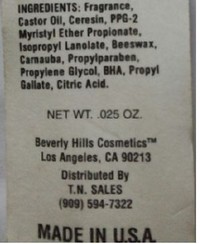 INGREDIENTS: Fragrance,
Castor Oil, Ceresin, PPG-2
Myristyl Ether Propionate,
Isopropyl Lanolate, Beeswax,
Carnauba, Propylparaben,
Propylene Glycol, BHA, Propyl
Gallate, Citric Acid.
NET WT. .025 OZ.
Beverly Hills Cosmetics™
Los Angeles, CA 90213
Distributed By
T.N. SALES
(909) 594-7322
MADE IN U.S.A.